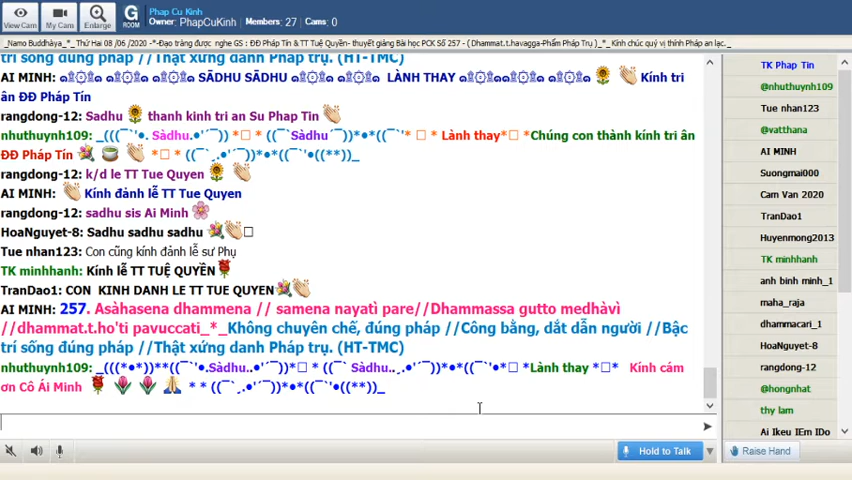 View Cam
My Cam
Enlarge
G
ROOM
Phap Cu Kinh
Owner: PhapCuKinh Members: 27 Cams: 0
_Namo Buddhàya_*_ Thứ Hai 08 /06 /2020 -*-Đạo tràng được nghe GS : ĐĐ Pháp Tín & TT Tuệ Quyền- thuyết giảng Bài học PCK Số 257 - ( Dhammat.t.havagga-Phẩm Pháp Trụ )_*_ Kính chúc quý vị thính Pháp an lạc._
trí sống đúng pháp //Thật xứng danh Pháp trụ. (HT-TMC)
AI MINH: SĀDHU SĀDHU LÀNH THAY Kính tri
ân ĐĐ Pháp Tín
rangdong-12: Sadhu 🌻 thanh kinh tri an Su Phap Tin 👏
nhuthuynh109: _(((¯`'•. Sàdhu.•'´¯)) *□ * ((¯`Sàdhu´¯))*•*((¯`'* □ * Lành thay*□ *Chúng con thành kính tri ân
ĐĐ Pháp Tín 💐 🍵 👏 *□ * ((¯`¸.•'´¯))*•*((¯`'•((**))_
rangdong-12: k/d le TT Tue Quyen 🌻 👏
AI MINH: 👏 Kính đảnh lễ TT Tue Quyen
rangdong-12: sadhu sis Ai Minh 🌸
HoaNguyet-8: Sadhu sadhu sadhu 💐👏□
Tue nhan123: Con cũng kính đảnh lễ sư Phụ
TK minhhanh: Kính lễ TT TUỆ QUYỀN🌹
TranDao1: CON KINH DANH LE TT TUE QUYEN💐👏
AI MINH: 257. Asàhasena dhammena // samena nayatì pare//Dhammassa gutto medhàvì
//dhammat.t.ho'ti pavuccati_*_Không chuyên chế, đúng pháp //Công bằng, dắt dẫn người //Bậc
trí sống đúng pháp //Thật xứng danh Pháp trụ. (HT-TMC)
nhuthuynh109: _(((*•*))**((¯`'•.Sàdhu..•'´¯))*□ * ((¯` Sàdhu..¸.•'´¯))*•*((¯`'•*□ *Lành thay *□* Kính cám
ơn Cô Ái Minh 🌹 🌷 🌷 🙏 * * ((¯`¸.•'´¯))*•*((¯`'•((**))_
TK Phap Tin
@nhuthuynh109
Tue nhan123
@vatthana
AI MINH
Suongmai000
Cam Van 2020
TranDao1
Huyenmong2013
TK minhhanh
anh binh minh_1
maha_raja
dhammacari_1
HoaNguyet-8
rangdong-12
@hongnhat
thy lam
Ai Ikeu IEm IDo
Hold to Talk
Raise Hand